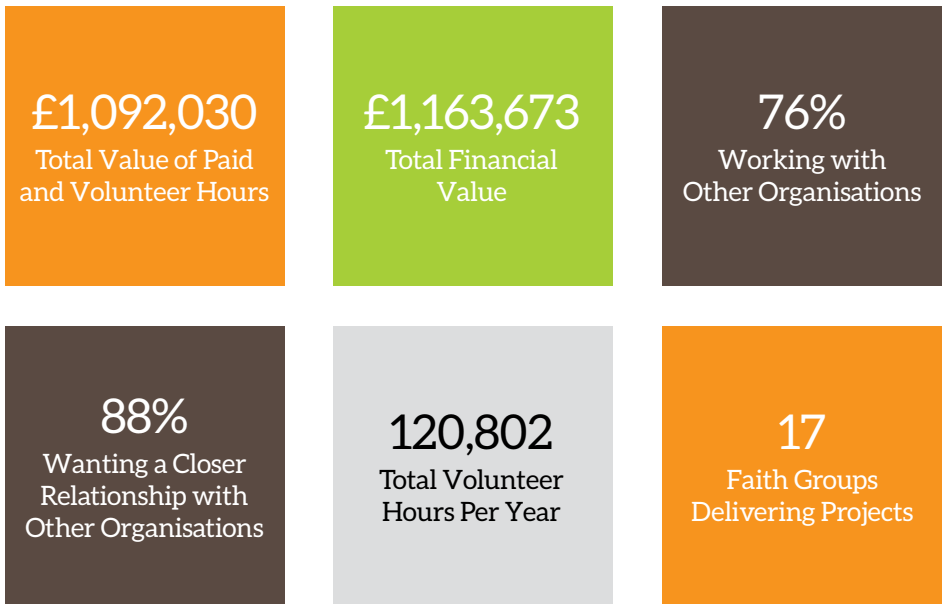 £1,092,030
Total Value of Paid
and Volunteer Hours
£1,163,673
Total Financial
Value
76%
Working with
Other Organisations
88%
Wanting a Closer
Relationship with
Other Organisations
120,802
Total Volunteer
Hours Per Year
17
Faith Groups
Delivering Projects